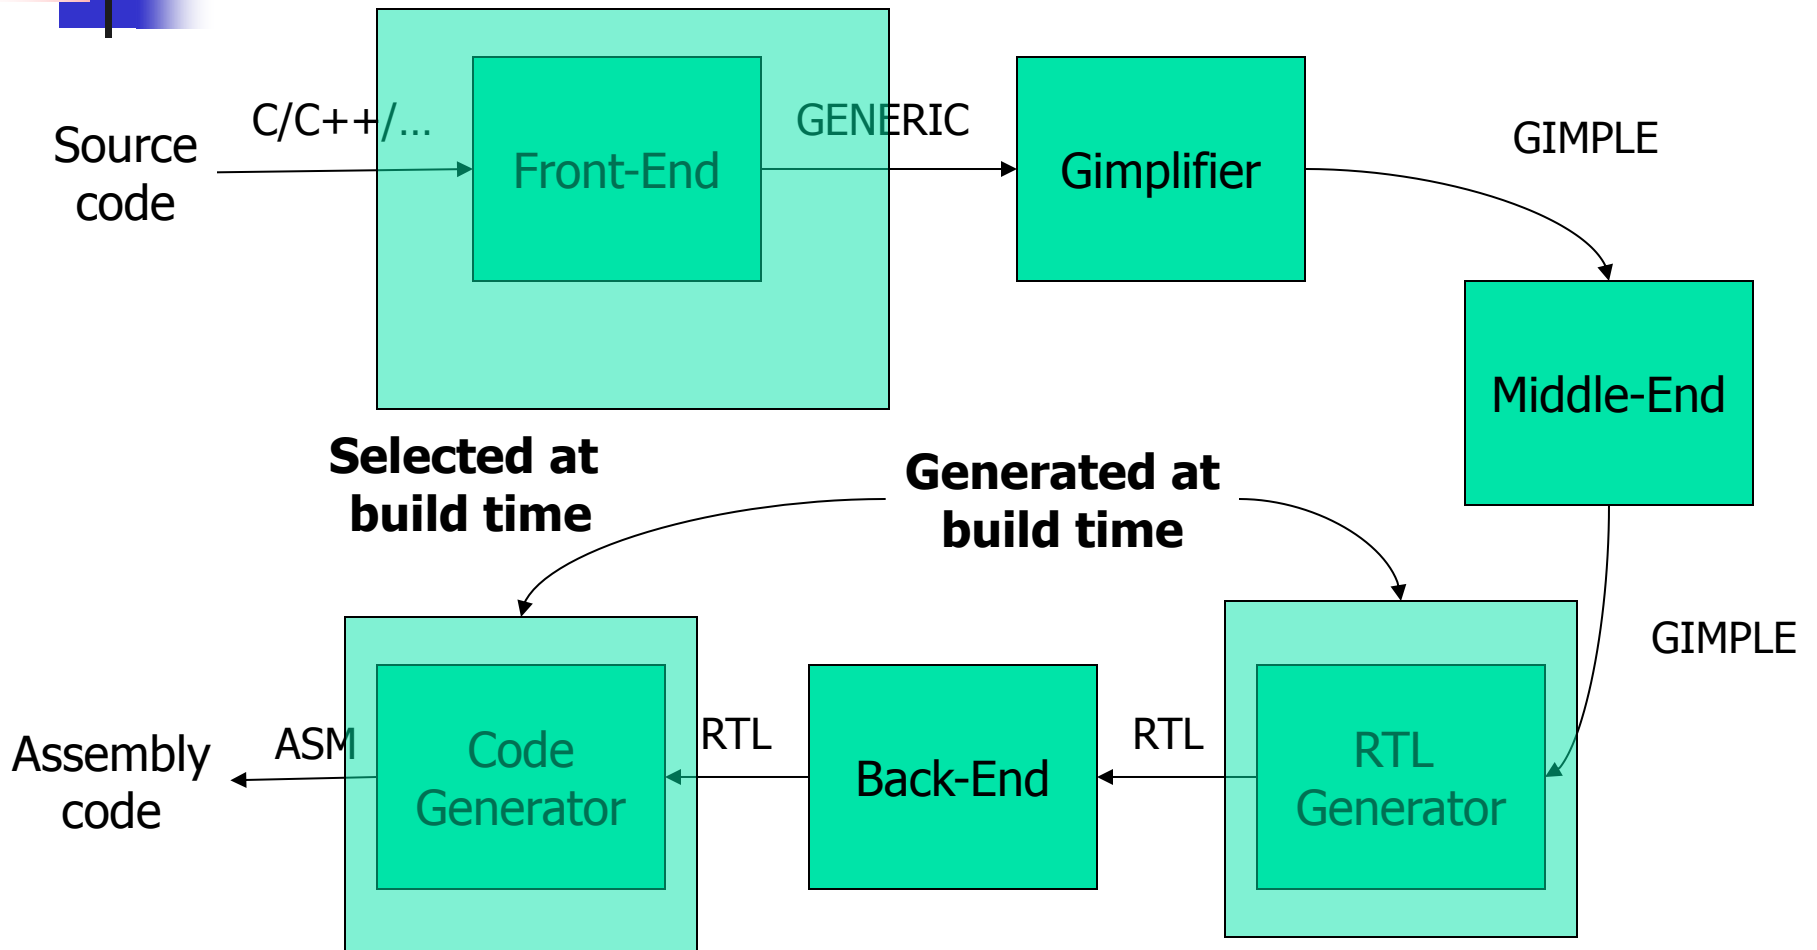 Source
code
C/C++/...
Front-End
GENERIC
Gimplifier
GIMPLE
Middle-End
Selected at
build time
Generated at
build time
GIMPLE
RTL
Generator
RTL
Back-End
RTL
Code
Generator
ASM
Assembly
code